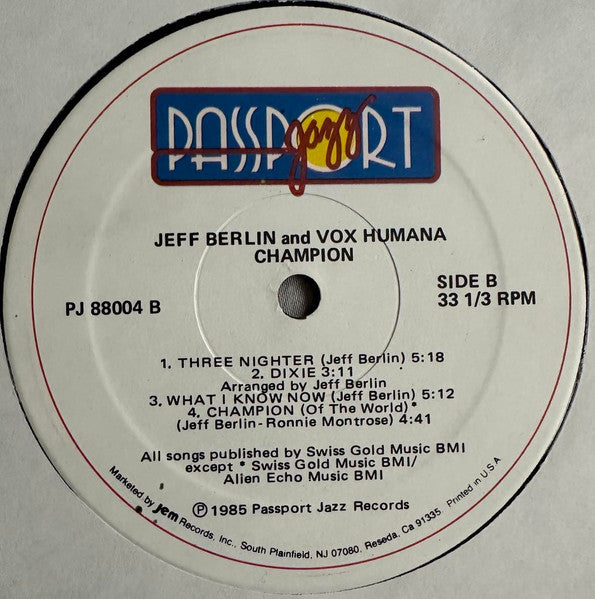 PASSPORT
jazz
JEFF BERLIN and VOX HUMANA
CHAMPION
PJ 88004 B
SIDE B
33 1/3 RPM
1. THREE NIGHTER (Jeff Berlin) 5:18
2. DIXIE 3:11
Arranged by Jeff Berlin
3. WHAT I KNOW NOW (Jeff Berlin) 5:12
4. CHAMPION (Of The World)*
(Jeff Berlin-Ronnie Montrose) 4:41
All songs published by Swiss Gold Music BMI
except * Swiss Gold Music BMI/
Alien Echo Music BMI
Ⓟ 1985 Passport Jazz Records
Marketed by Jem Records, Inc., South Plainfield, NJ 07080, Reseda, Ca 91335. Printed in U.S.A